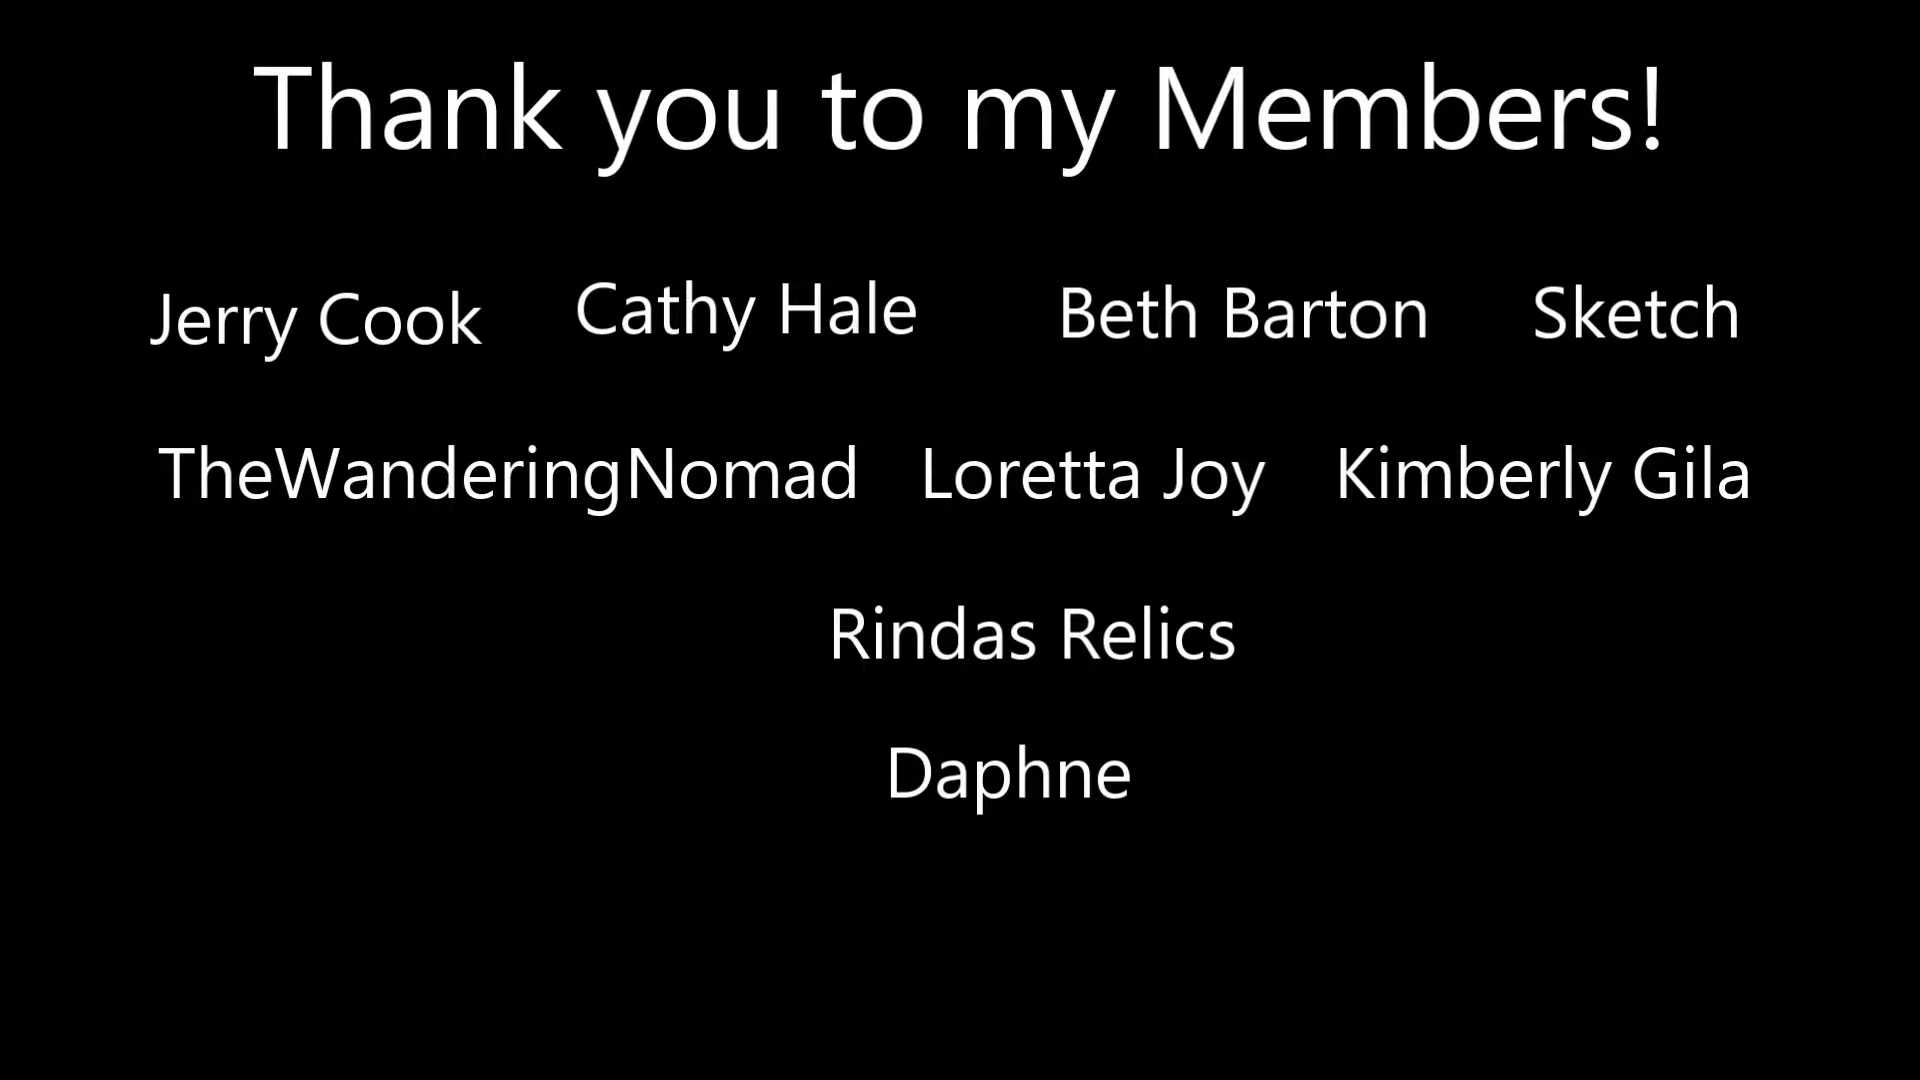 Thank you to my Members!
Jerry Cook Cathy Hale Beth Barton Sketch
TheWanderingNomad Loretta Joy Kimberly Gila
Rindas Relics
Daphne